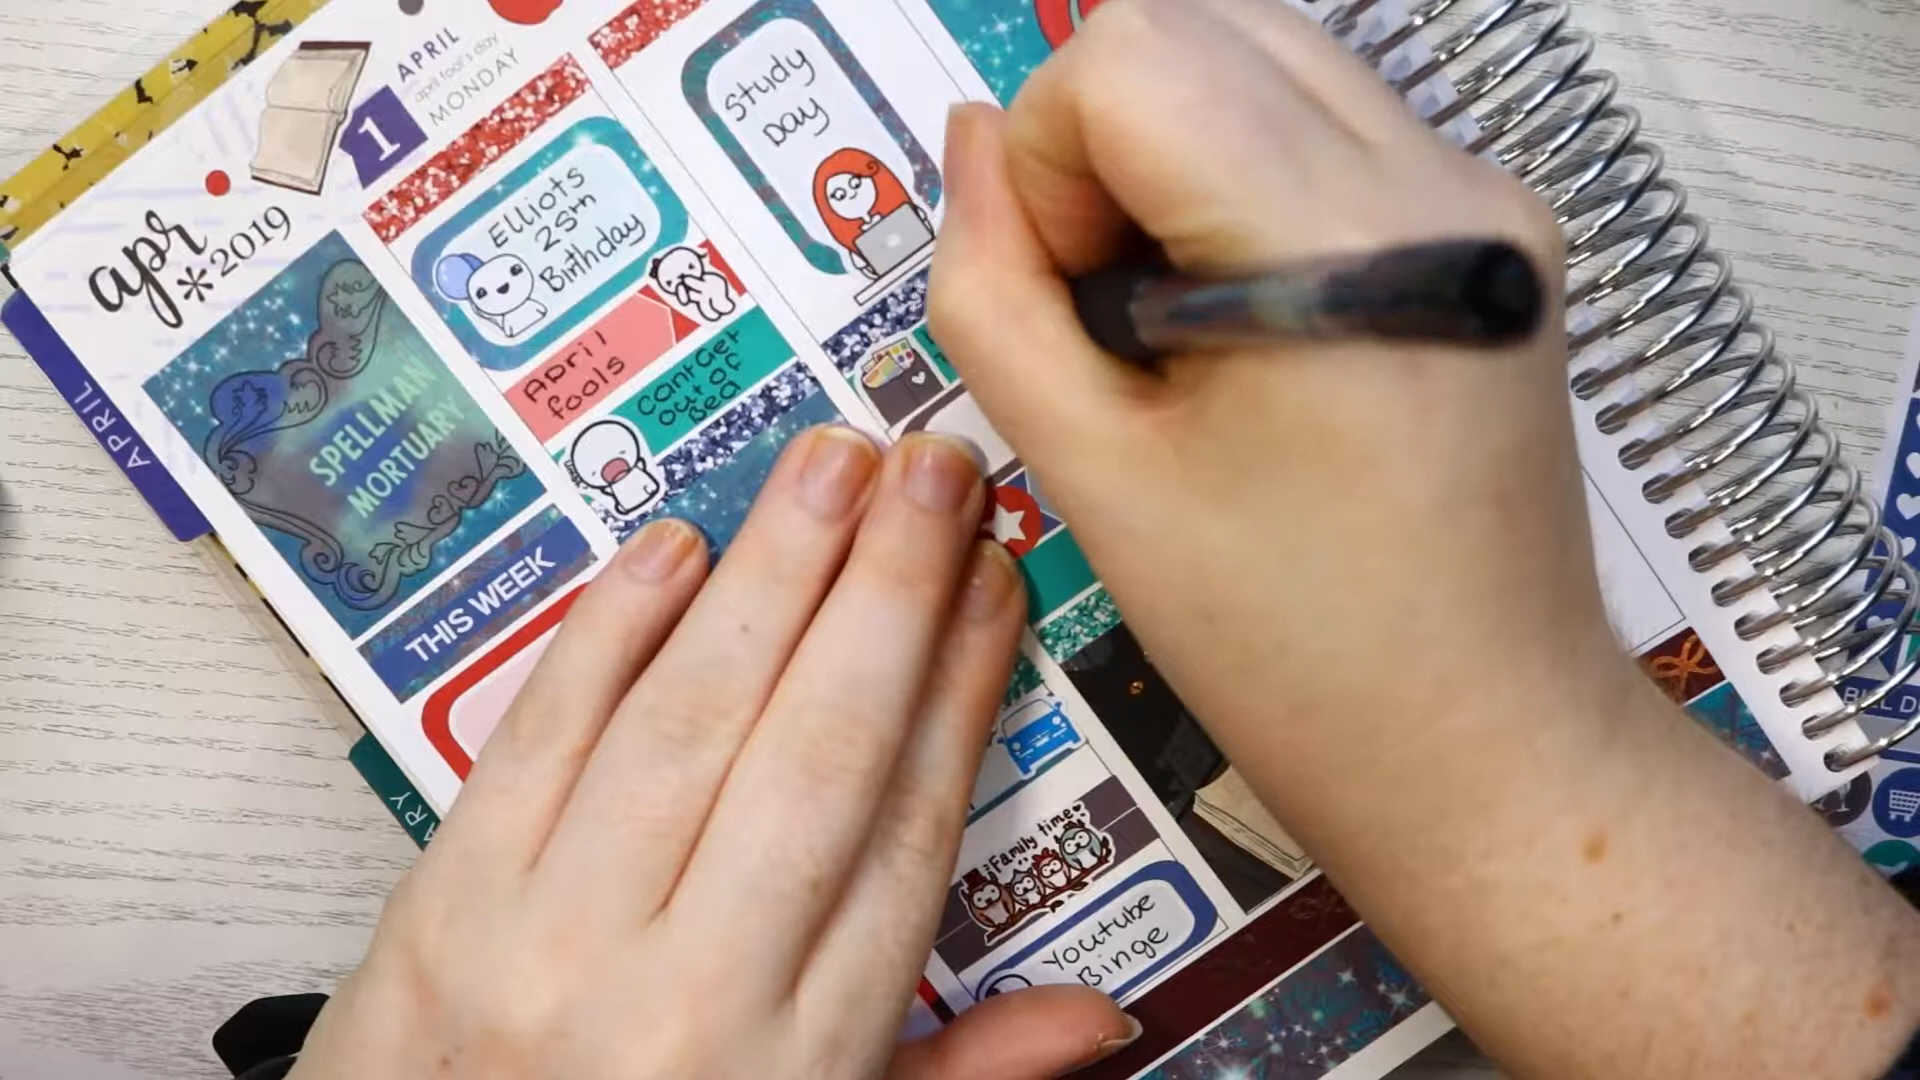 APRIL
april fool's day
MONDAY
1
apr
*2019
Elliots
25th
Birthday
April
fools
Cant Get
out of
Bed
Study
Day
APRIL
SPELLMAN
MORTUARY
THIS WEEK
Family time
Youtube
Binge